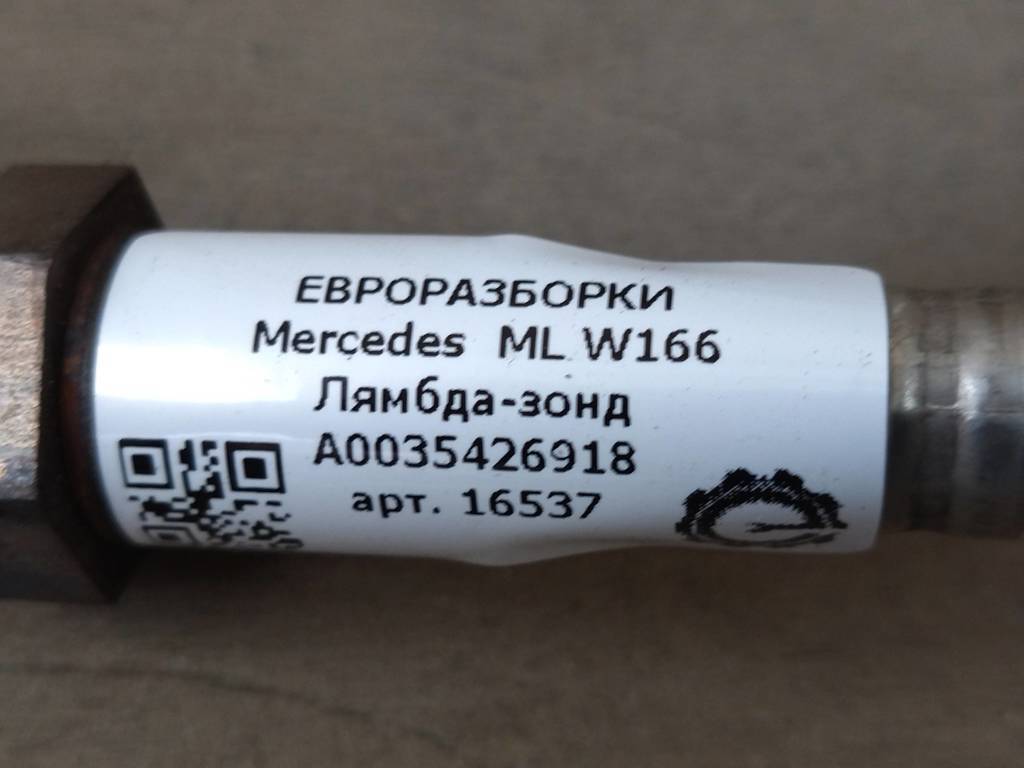 ЕВРОРАЗБОРКИ
Mercedes ML W166
Лямбда-зонд
A0035426918
арт. 16537